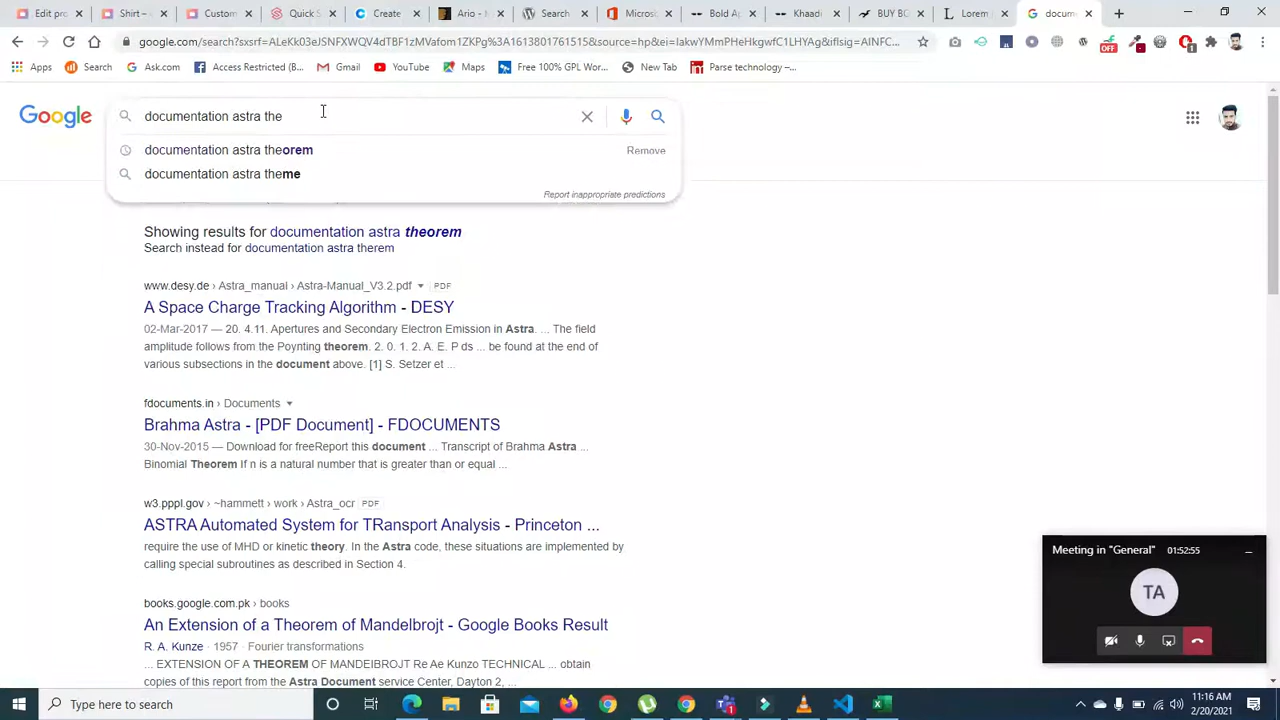 Edit pro
Shirt -
Custom
Quick S
Create
Ario - N
Search
Micros
Bold Ap
Khaadi
Lorem
docum
google.com/search?sxsrf=ALeKk03eJSNFXWQV4dTBF1zMVafom1ZKDg%3A1613801761515&source=hp&ei=IakwYMmPHeHkgwfC1LHYAg&iflsig=AINFC...
Apps
Search
Ask.com
Access Restricted (B...
Gmail
YouTube
Maps
Free 100% GPL Wor...
New Tab
Parse technology –...
Google
documentation astra the
documentation astra theorem
Remove
documentation astra theme
Report inappropriate predictions
Showing results for documentation astra theorem
Search instead for documentation astra therem
www.desy.de › Astra_manual › Astra-Manual_V3.2.pdf PDF
A Space Charge Tracking Algorithm - DESY
02-Mar-2017 — 20. 4.11. Apertures and Secondary Electron Emission in Astra. ... The field
amplitude follows from the Poynting theorem. 2. 0. 1. 2. A. E. P ds ... be found at the end of
various subsections in the document above. [1] S. Setzer et ...
fdocuments.in › Documents
Brahma Astra - [PDF Document] - FDOCUMENTS
30-Nov-2015 — Download for freeReport this document ... Transcript of Brahma Astra ...
Binomial Theorem If n is a natural number that is greater than or equal ...
w3.pppl.gov › ~hammett › work › Astra_ocr PDF
ASTRA Automated System for TRansport Analysis - Princeton ...
require the use of MHD or kinetic theory. In the Astra code, these situations are implemented by
calling special subroutines as described in Section 4.
books.google.com.pk › books
An Extension of a Theorem of Mandelbrojt - Google Books Result
R. A. Kunze · 1957 · Fourier transformations
... EXTENSION OF A THEOREM OF MANDEIBROJT Re Ae Kunzo TECHNICAL ... obtain
copies of this report from the Astra Document service Center, Dayton 2, ...
Meeting in "General"
01:52:55
TA
Type here to search
11:16 AM
2/20/2021